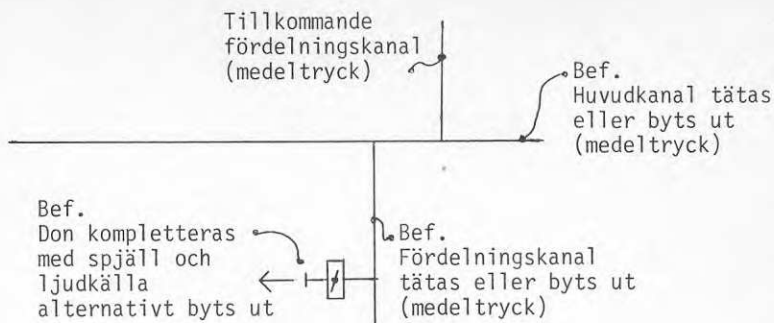 Tillkommande
fördelningskanal
(medeltryck)
Bef.
Huvudkanal tätas
eller byts ut
(medeltryck)
Bef.
Don kompletteras
med spjäll och
ljudkälla
alternativt byts ut
Bef.
Fördelningskanal
tätas eller byts ut
(medeltryck)